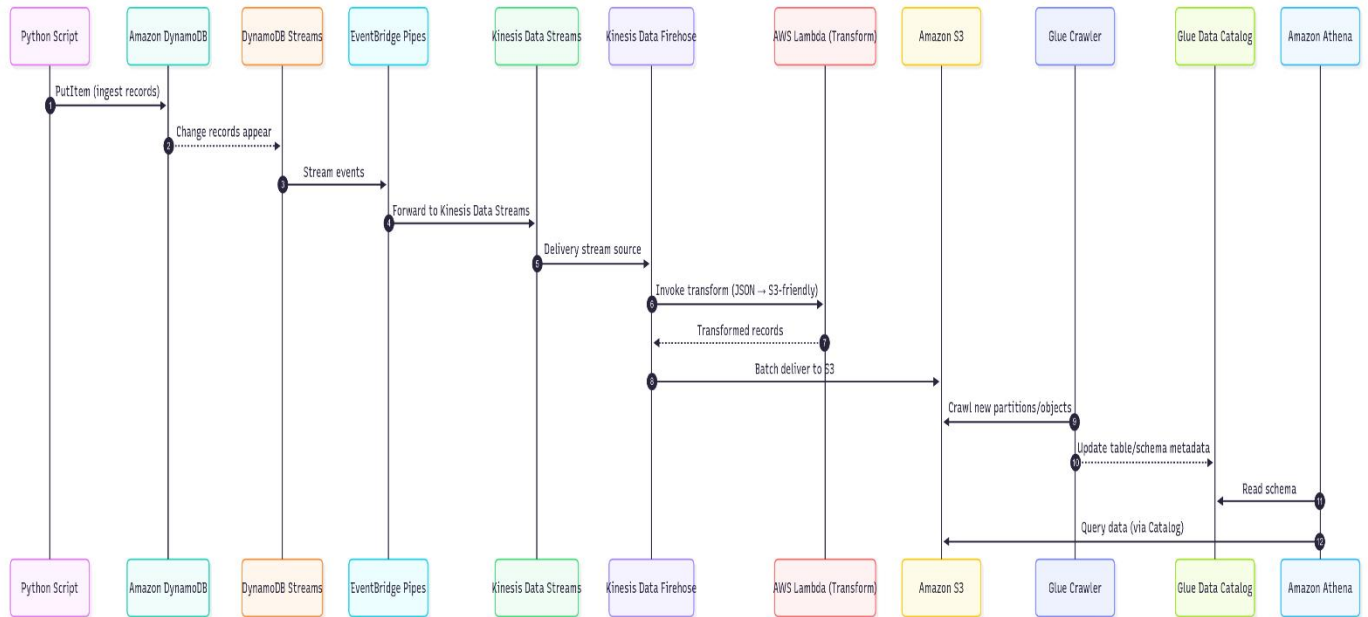 Python Script
Amazon DynamoDB
DynamoDB Streams
EventBridge Pipes
Kinesis Data Streams
Kinesis Data Firehose
AWS Lambda (Transform)
Amazon S3
Glue Crawler
Glue Data Catalog
Amazon Athena
PutItem (ingest records)
1
Change records appear
2
Stream events
3
Forward to Kinesis Data Streams
4
Delivery stream source
5
Invoke transform (JSON → S3-friendly)
6
Transformed records
7
Batch deliver to S3
8
Crawl new partitions/objects
9
Update table/schema metadata
10
Read schema
11
Query data (via Catalog)
12
Python Script
Amazon DynamoDB
DynamoDB Streams
EventBridge Pipes
Kinesis Data Streams
Kinesis Data Firehose
AWS Lambda (Transform)
Amazon S3
Glue Crawler
Glue Data Catalog
Amazon Athena